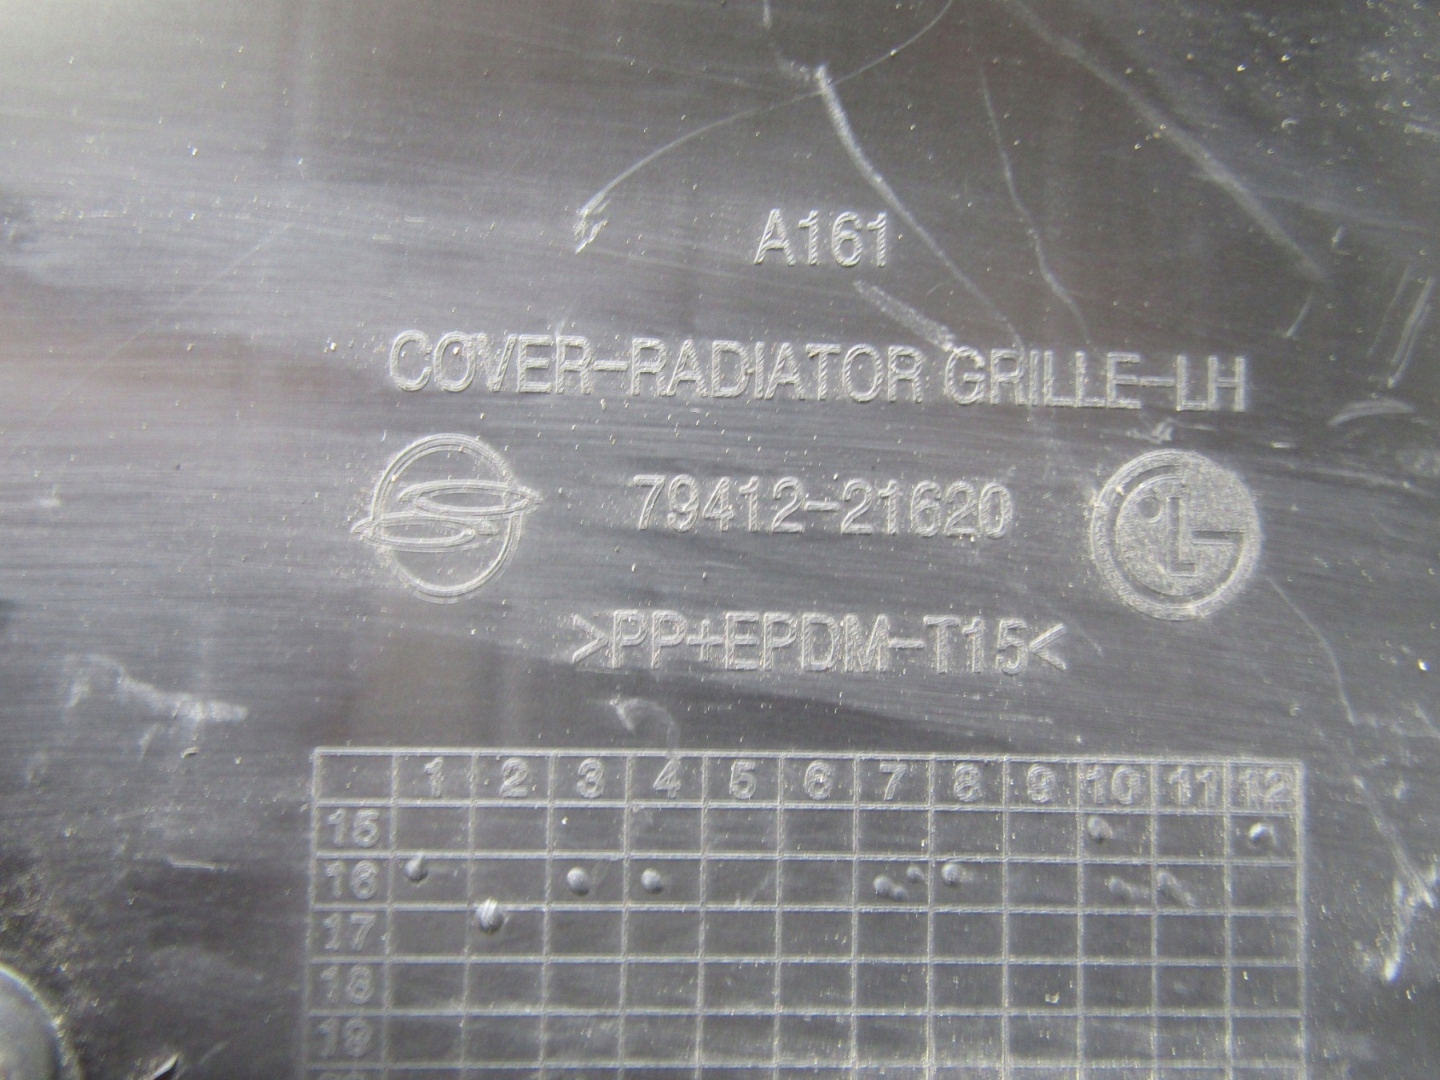 A161
COVER-RADIATOR GRILLE-LH
79412-21620
LG
>PP+EPDM-T15<
1 2 3 4 5 6 7 8 9 10 11 12
15
16
17
18
19